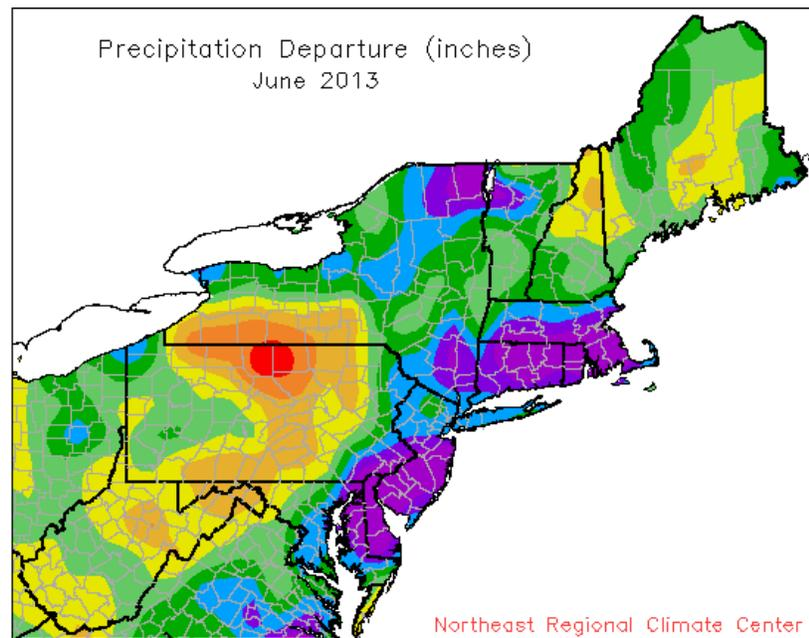 Precipitation Departure (inches)
June 2013
Northeast Regional Climate Center